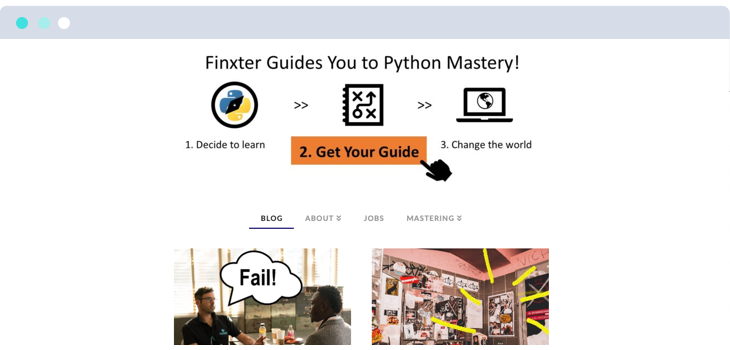 Finxter Guides You to Python Mastery!
>> >>
1. Decide to learn
2. Get Your Guide
3. Change the world
BLOG ABOUT JOBS MASTERING
Fail!